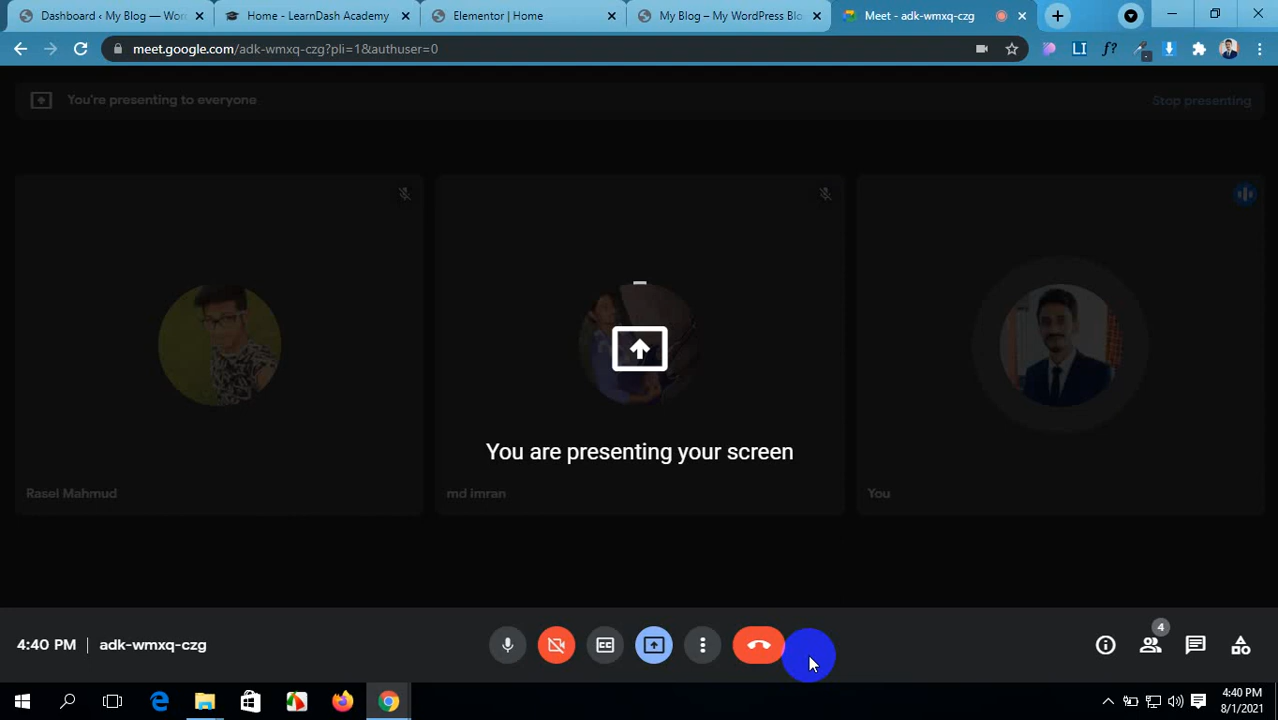 Dashboard ‹ My Blog — Wor
Home - LearnDash Academy
Elementor | Home
My Blog – My WordPress Blo
Meet - adk-wmxq-czg
meet.google.com/adk-wmxq-czg?pli=1&authuser=0
LI
f?
You're presenting to everyone
Stop presenting
You are presenting your screen
Rasel Mahmud
md imran
You
4:40 PM | adk-wmxq-czg
CC
4
4:40 PM
8/1/2021